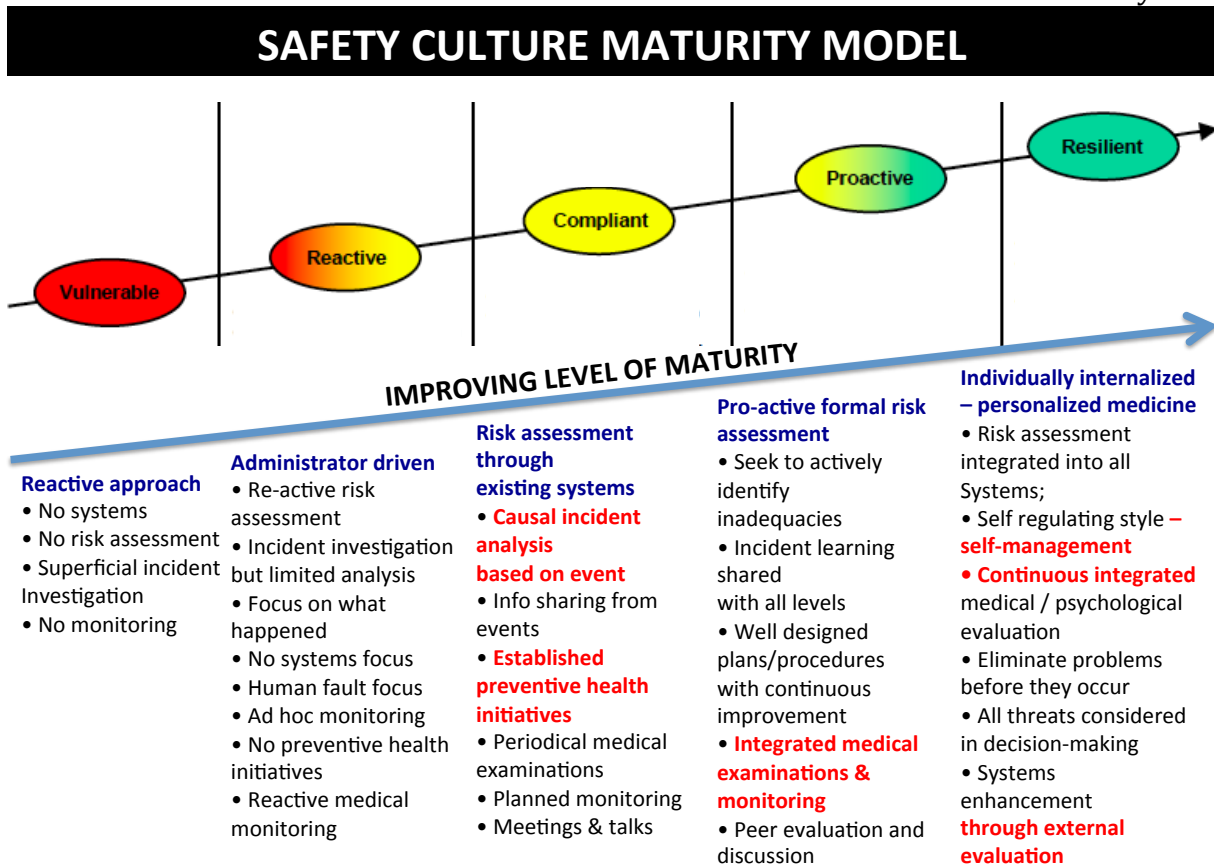 SAFETY CULTURE MATURITY MODEL
Vulnerable
Reactive
Compliant
Proactive
Resilient
IMPROVING LEVEL OF MATURITY
Reactive approach
• No systems
• No risk assessment
• Superficial incident
Investigation
• No monitoring
Administrator driven
• Re-active risk
assessment
• Incident investigation
but limited analysis
• Focus on what
happened
• No systems focus
• Human fault focus
• Ad hoc monitoring
• No preventive health
initiatives
• Reactive medical
monitoring
Risk assessment
through
existing systems
• Causal incident
analysis
based on event
• Info sharing from
events
• Established
preventive health
initiatives
• Periodical medical
examinations
• Planned monitoring
• Meetings & talks
Pro-active formal risk
assessment
• Seek to actively
identify
inadequacies
• Incident learning
shared
with all levels
• Well designed
plans/procedures
with continuous
improvement
• Integrated medical
examinations &
monitoring
• Peer evaluation and
discussion
Individually internalized
– personalized medicine
• Risk assessment
integrated into all
Systems;
• Self regulating style –
self-management
• Continuous integrated
medical / psychological
evaluation
• Eliminate problems
before they occur
• All threats considered
in decision-making
• Systems
enhancement
through external
evaluation